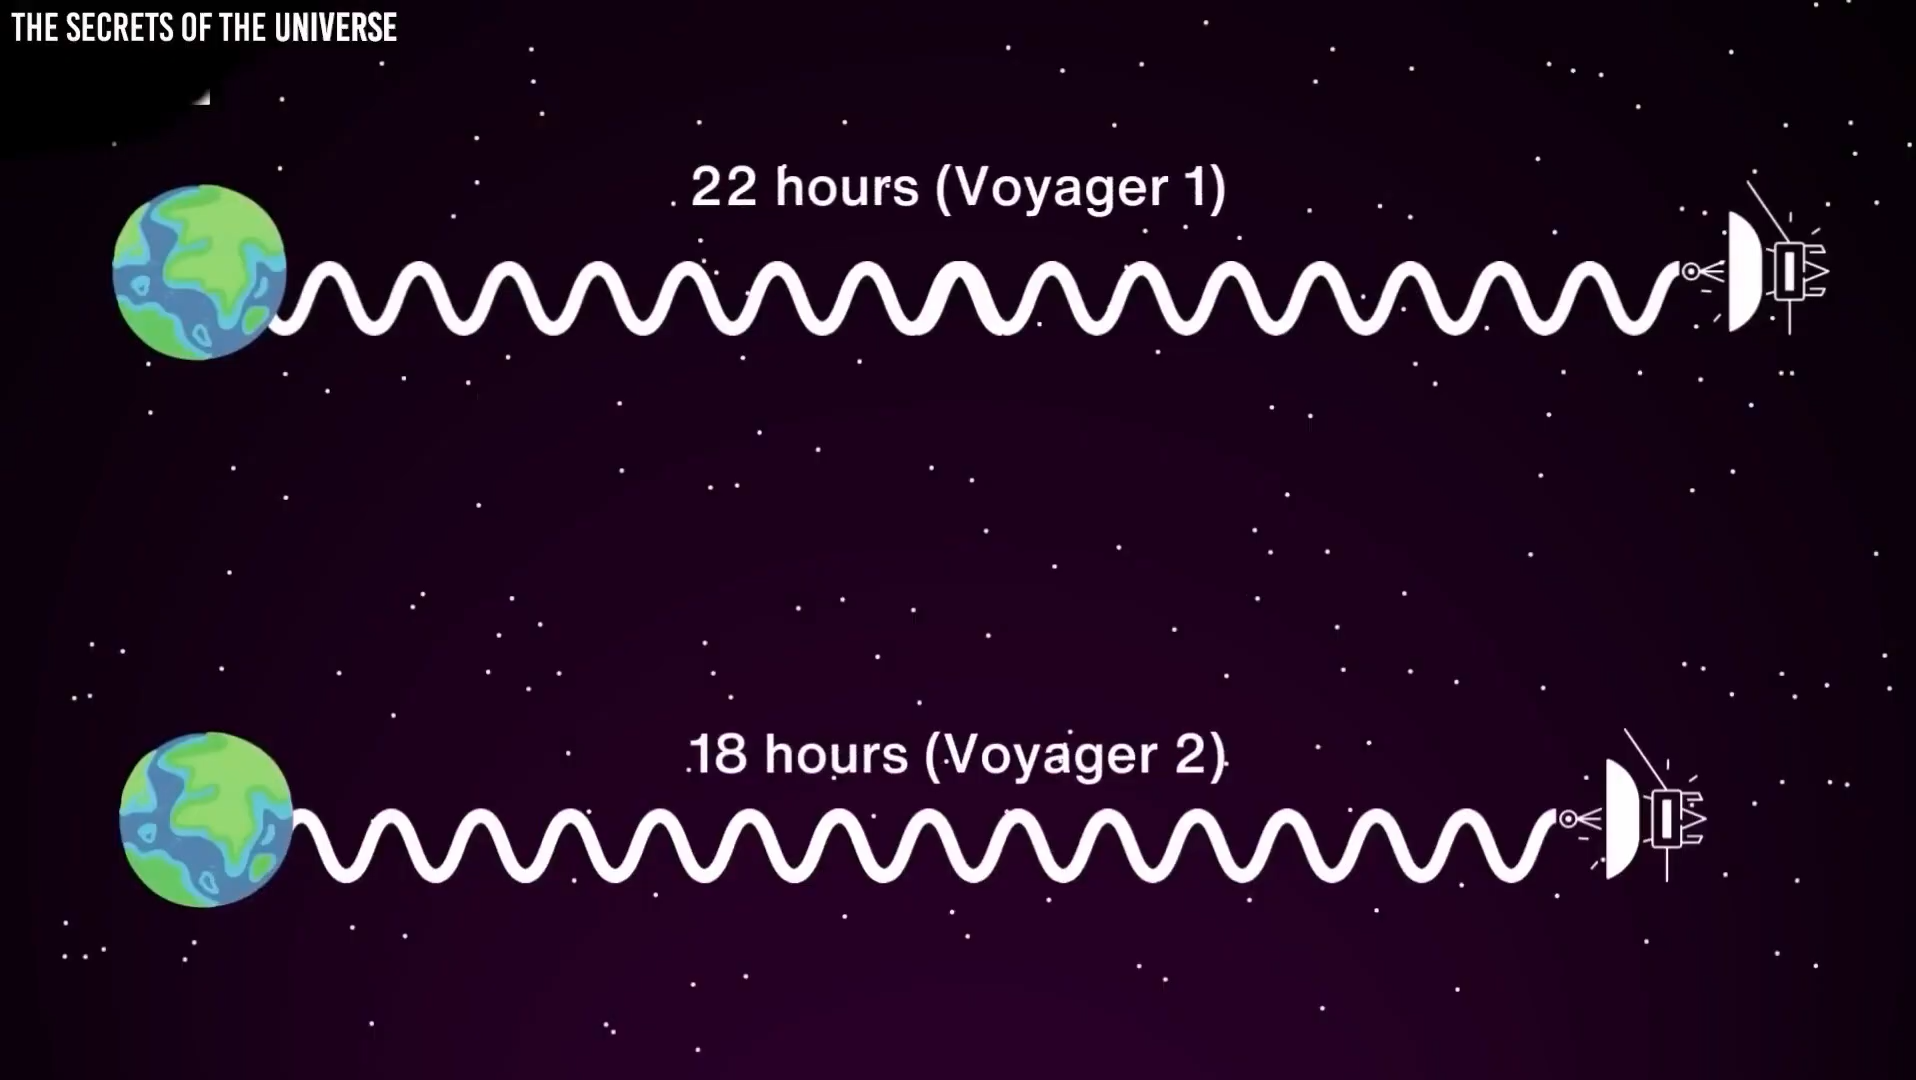 THE SECRETS OF THE UNIVERSE
22 hours (Voyager 1)
18 hours (Voyager 2)